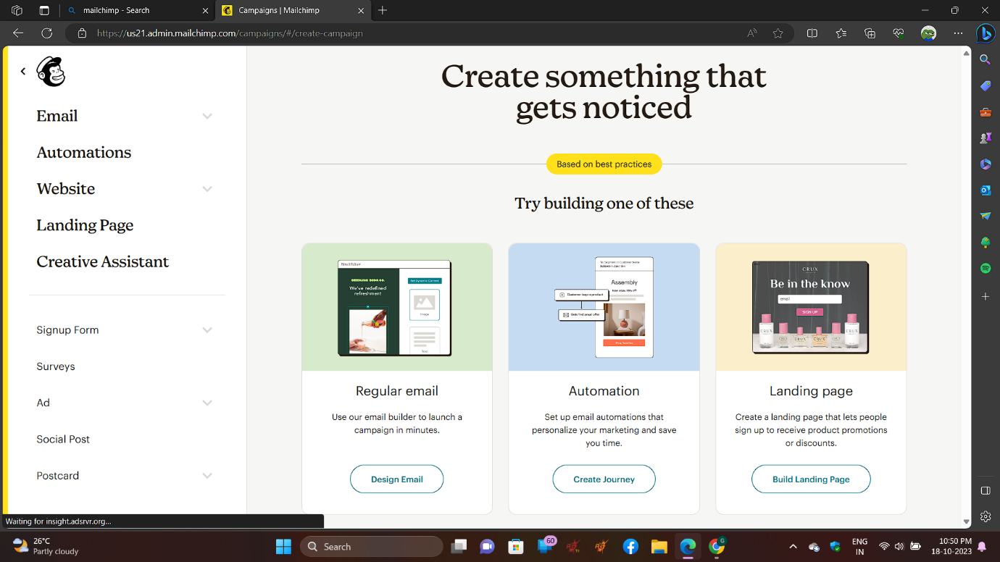 mailchimp - Search
Campaigns | Mailchimp
https://us21.admin.mailchimp.com/campaigns/#/create-campaign
Email
Automations
Website
Landing Page
Creative Assistant
Signup Form
Surveys
Ad
Social Post
Postcard
Create something that
gets noticed
Based on best practices
Try building one of these
Email Editor
We've redefined
refreshment
Image
Text
Regular email
Use our email builder to launch a
campaign in minutes.
Design Email
Assembly
Customer buys a product
Gets first email offer
Automation
Set up email automations that
personalize your marketing and save
you time.
Create Journey
CRUX
Be in the know
email
SIGN UP
Landing page
Create a landing page that lets people
sign up to receive product promotions
or discounts.
Build Landing Page
Waiting for insight.adsrvr.org...
26°C
Partly cloudy
Search
60
G
ENG
IN
10:50 PM
18-10-2023